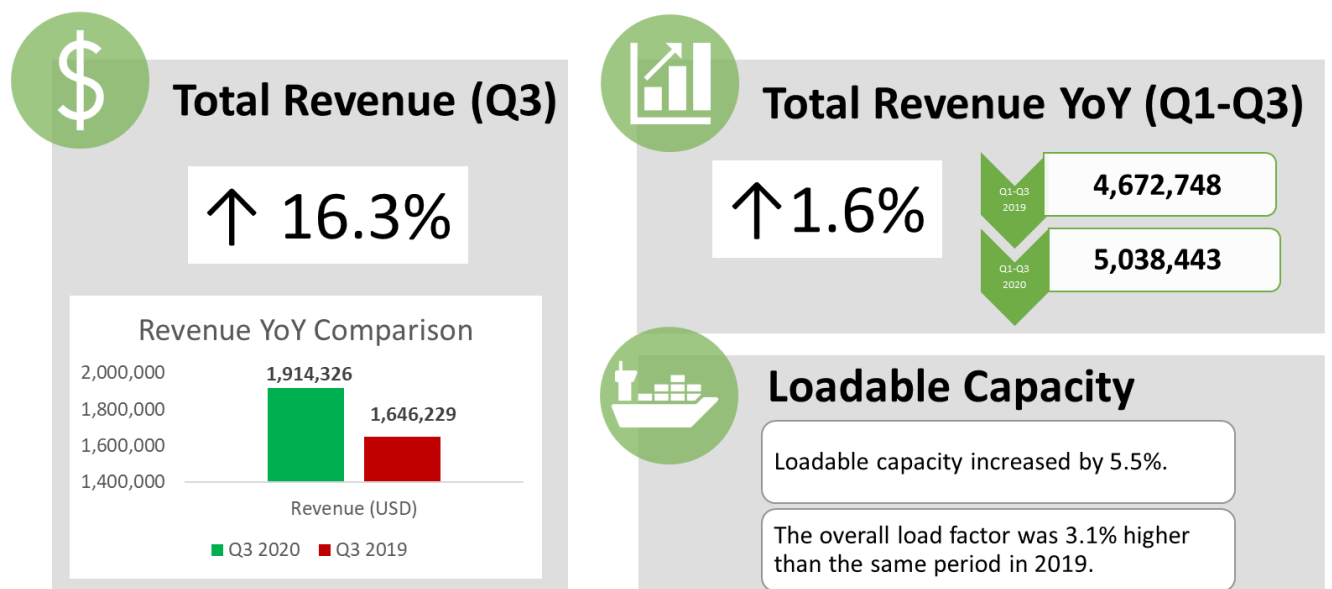 $
Total Revenue (Q3)
↑ 16.3%
Revenue YoY Comparison
2,000,000
1,800,000
1,600,000
1,400,000
1,914,326
1,646,229
Revenue (USD)
Q3 2020
Q3 2019
Total Revenue YoY (Q1-Q3)
↑1.6%
Q1-Q3
2019
4,672,748
Q1-Q3
2020
5,038,443
Loadable Capacity
Loadable capacity increased by 5.5%.
The overall load factor was 3.1% higher
than the same period in 2019.